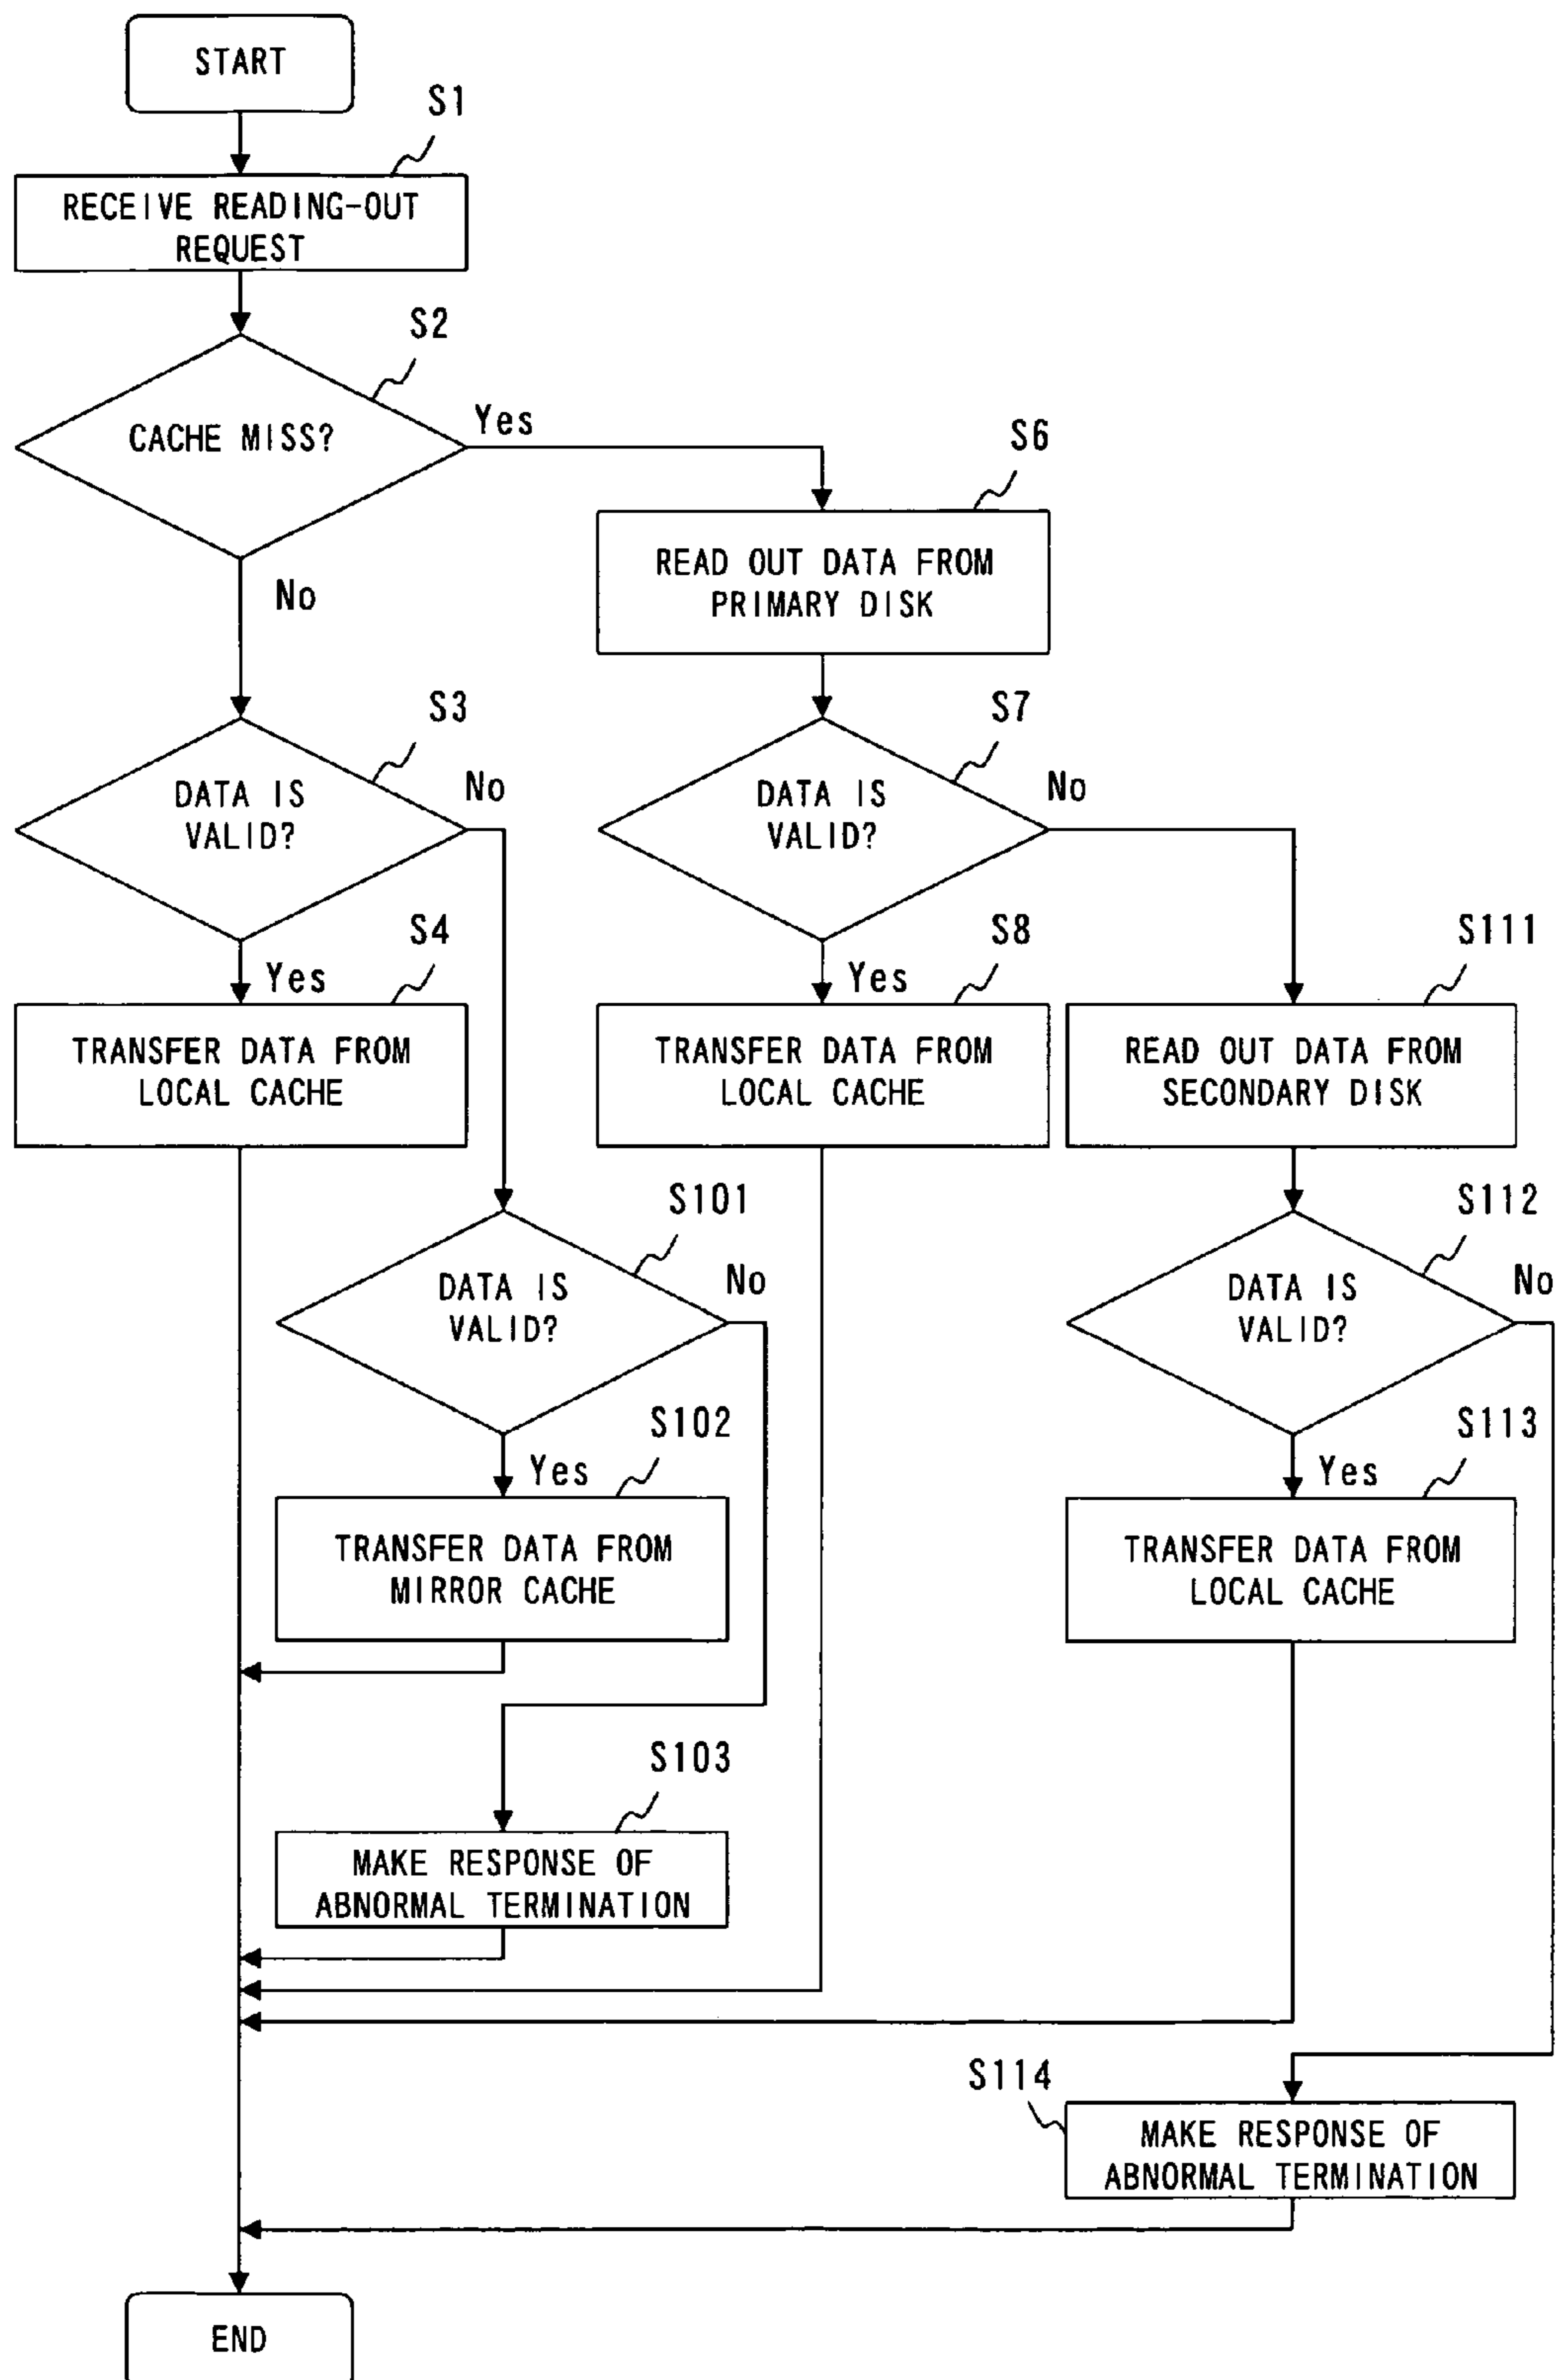 START
S1
RECEIVE READING-OUT
REQUEST
S2
CACHE MISS?
Yes
No
S6
READ OUT DATA FROM
PRIMARY DISK
S3
DATA IS
VALID?
No
S7
DATA IS
VALID?
No
S4
Yes
TRANSFER DATA FROM
LOCAL CACHE
S8
Yes
TRANSFER DATA FROM
LOCAL CACHE
S111
READ OUT DATA FROM
SECONDARY DISK
S101
DATA IS
VALID?
No
S112
DATA IS
VALID?
No
S102
Yes
TRANSFER DATA FROM
MIRROR CACHE
S113
Yes
TRANSFER DATA FROM
LOCAL CACHE
S103
MAKE RESPONSE OF
ABNORMAL TERMINATION
S114
MAKE RESPONSE OF
ABNORMAL TERMINATION
END